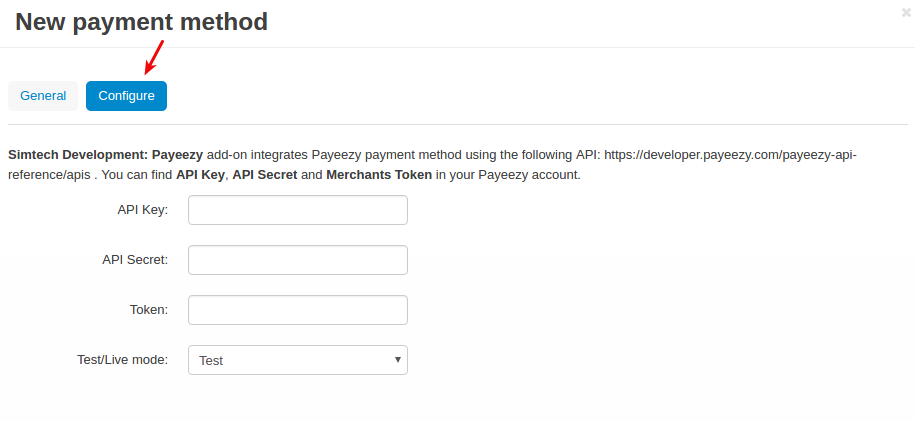 New payment method
General
Configure
Simtech Development: Payeezy add-on integrates Payeezy payment method using the following API: https://developer.payeezy.com/payeezy-api-
reference/apis . You can find API Key, API Secret and Merchants Token in your Payeezy account.
API Key:
API Secret:
Token:
Test/Live mode:
Test